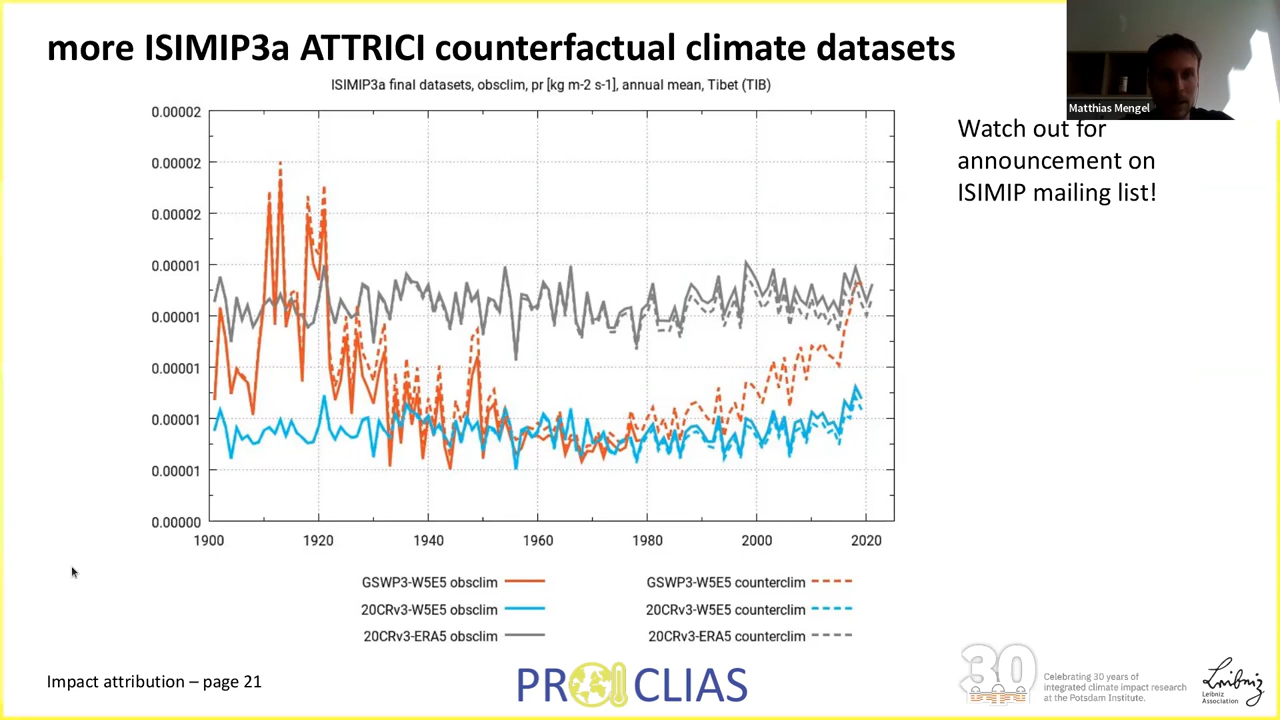 more ISIMIP3a ATTRICI counterfactual climate datasets
Matthias Mengel
ISIMIP3a final datasets, obsclim, pr [kg m-2 s-1], annual mean, Tibet (TIB)
Watch out for
announcement on
ISIMIP mailing list!
0.00002
0.00002
0.00002
0.00001
0.00001
0.00001
0.00001
0.00001
0.00000
1900 1920 1940 1960 1980 2000 2020
GSWP3-W5E5 obsclim GSWP3-W5E5 counterclim
20CRv3-W5E5 obsclim 20CRv3-W5E5 counterclim
20CRv3-ERA5 obsclim 20CRv3-ERA5 counterclim
Impact attribution – page 21
PROCLIAS
30
Celebrating 30 years of
integrated climate impact research
at the Potsdam Institute.
Leibniz
Leibniz
Association